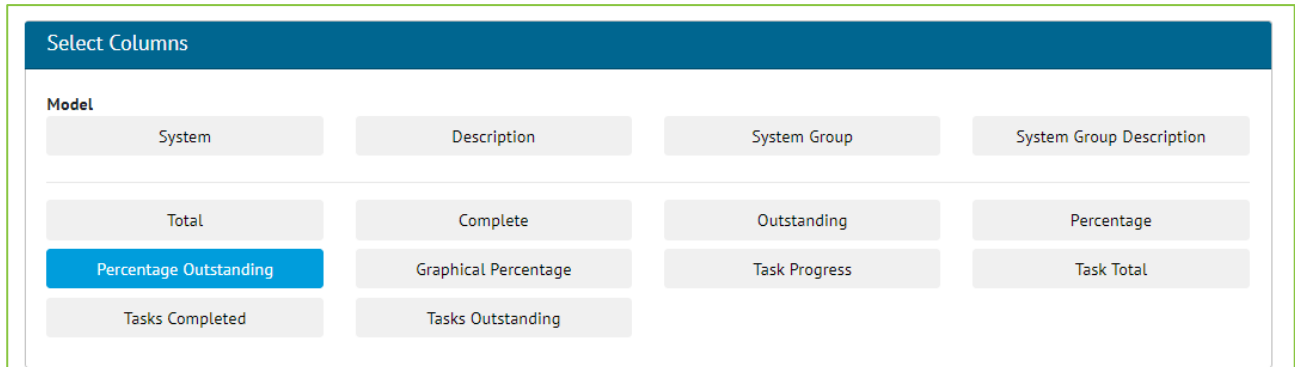 Select Columns
Model
System Description System Group System Group Description
Total Complete Outstanding Percentage
Percentage Outstanding Graphical Percentage Task Progress Task Total
Tasks Completed Tasks Outstanding